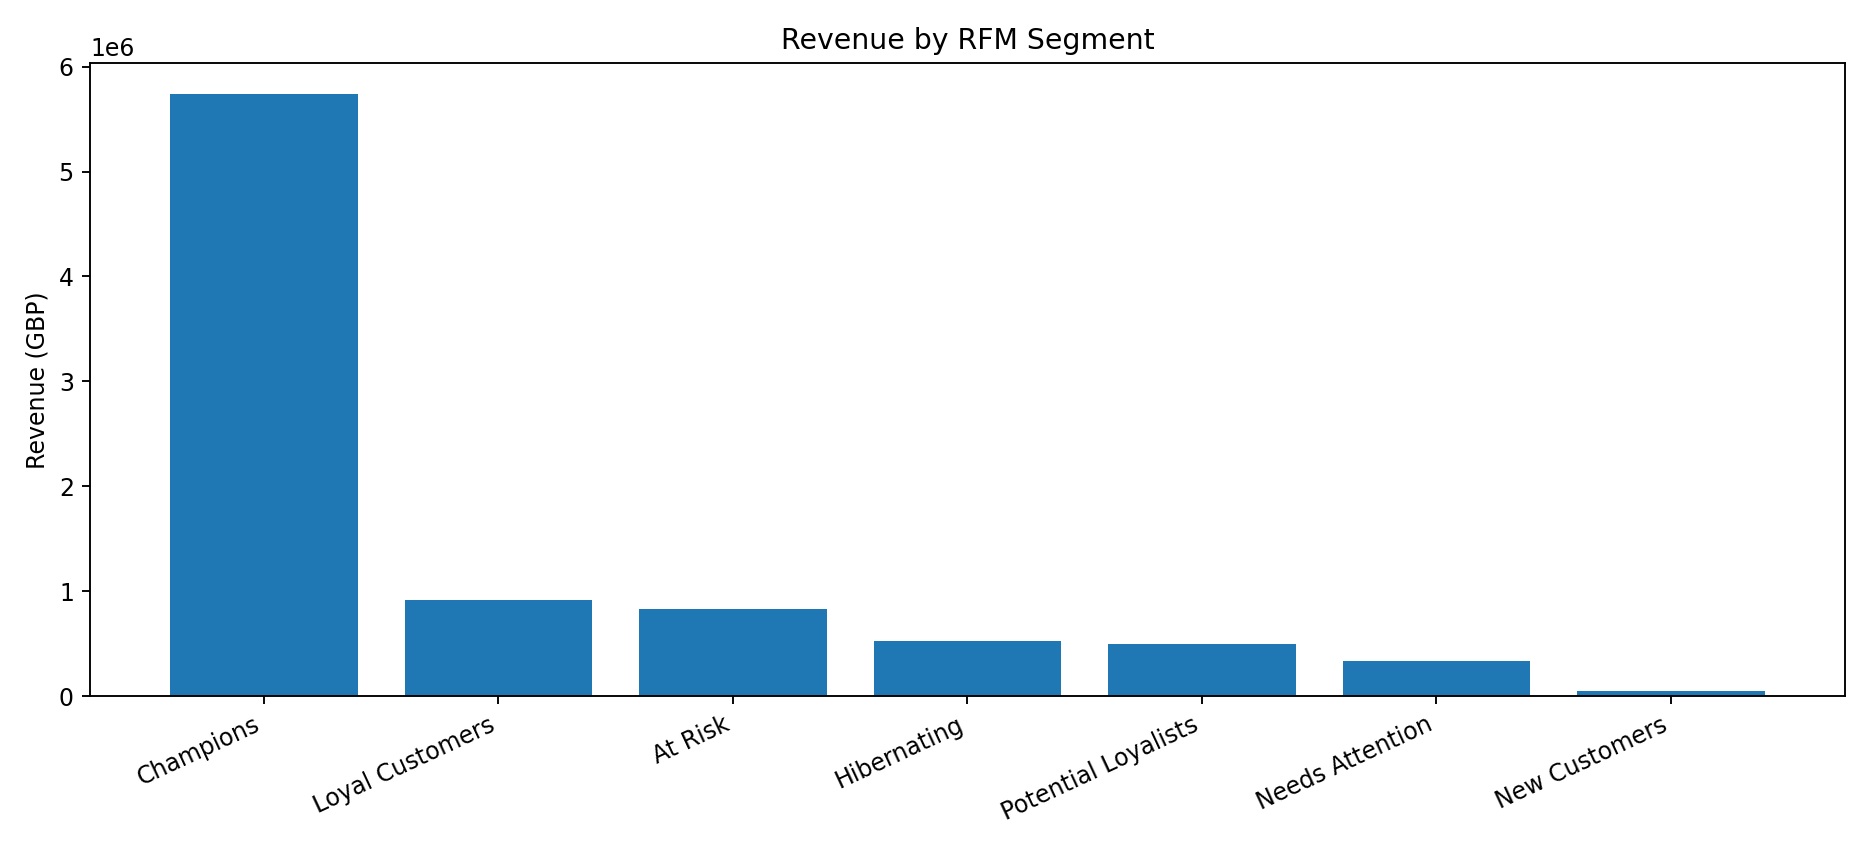 Revenue by RFM Segment
1e6
6
5
4
3
2
1
0
Revenue (GBP)
Champions
Loyal Customers
At Risk
Hibernating
Potential Loyalists
Needs Attention
New Customers